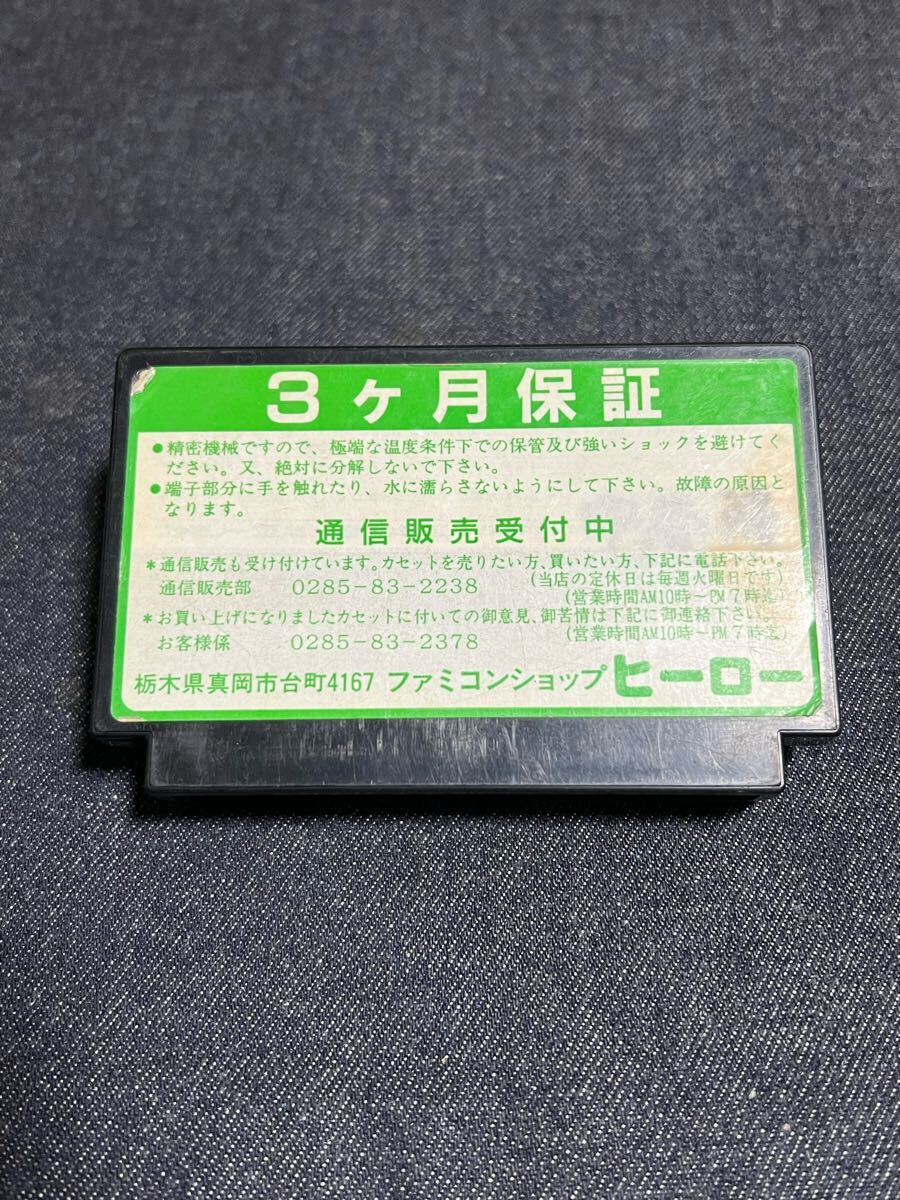 3ヶ月保証
●精密機械ですので、極端な温度条件下での保管及び強いショックを避けてく
ださい。又、絶対に分解しないで下さい。
●端子部分に手を触れたり、水に濡らさないようにして下さい。故障の原因と
なります。
通信販売受付中
*通信販売も受け付けています。カセットを売りたい方、買いたい方、下記に電話下さい。
通信販売部 0285-83-2238 (当店の定休日は毎週火曜日です)
(営業時間AM10時〜PM7時迄)
*お買い上げになりましたカセットに付いての御意見、御苦情は下記に御連絡下さい。
お客様係 0285-83-2378 (営業時間AM10時〜PM7時迄)
栃木県真岡市台町4167 ファミコンショップ ヒーロー